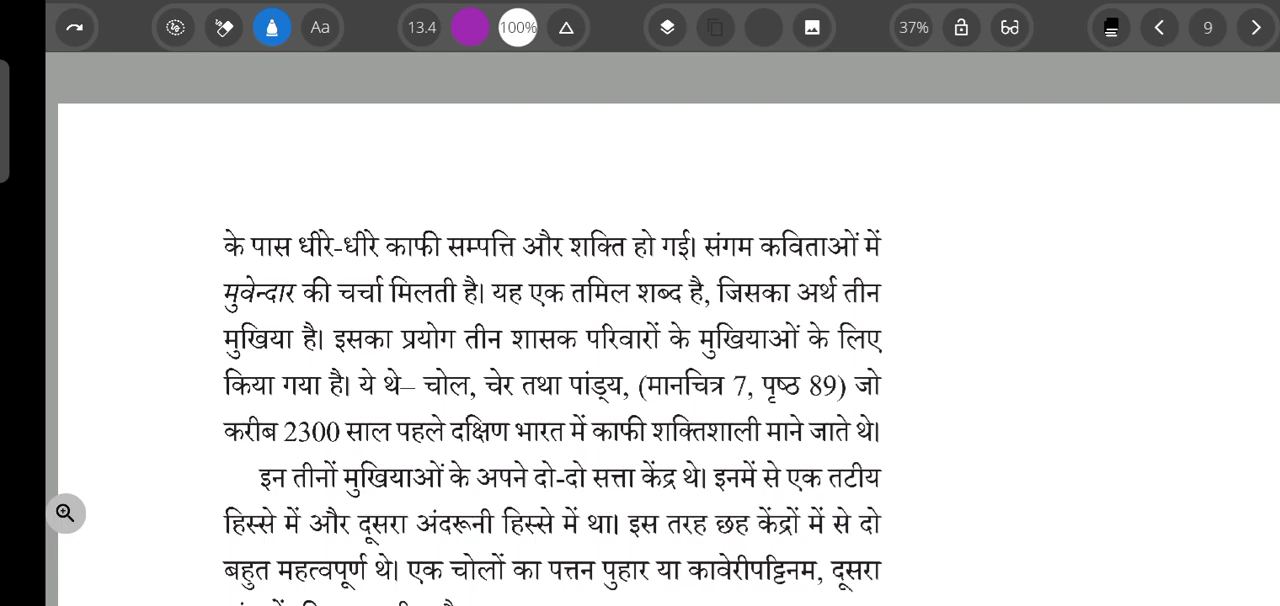 Aa 13.4 100% 37% 9
के पास धीरे-धीरे काफी सम्पत्ति और शक्ति हो गई। संगम कविताओं में
मुवेन्दार की चर्चा मिलती है। यह एक तमिल शब्द है, जिसका अर्थ तीन
मुखिया है। इसका प्रयोग तीन शासक परिवारों के मुखियाओं के लिए
किया गया है। ये थे– चोल, चेर तथा पांड्य, (मानचित्र 7, पृष्ठ 89) जो
करीब 2300 साल पहले दक्षिण भारत में काफी शक्तिशाली माने जाते थे।
इन तीनों मुखियाओं के अपने दो-दो सत्ता केंद्र थे। इनमें से एक तटीय
हिस्से में और दूसरा अंदरूनी हिस्से में था। इस तरह छह केंद्रों में से दो
बहुत महत्वपूर्ण थे। एक चोलों का पत्तन पुहार या कावेरीपट्टिनम, दूसरा